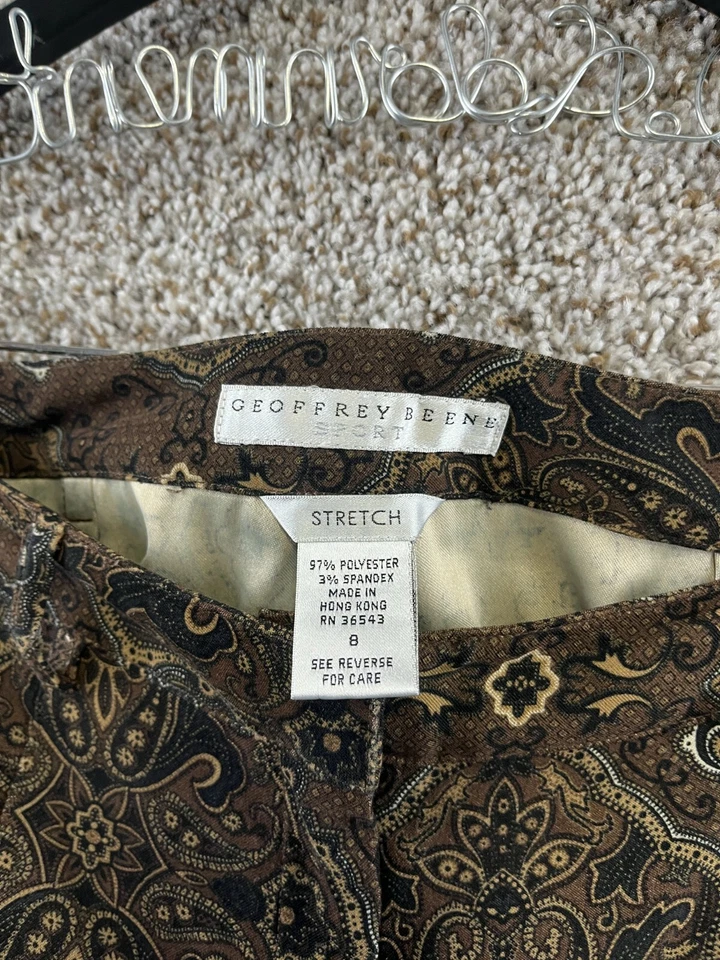 GEOFFREY BEENE
SPORT
STRETCH
97% POLYESTER
3% SPANDEX
MADE IN
HONG KONG
RN 36543
8
SEE REVERSE
FOR CARE